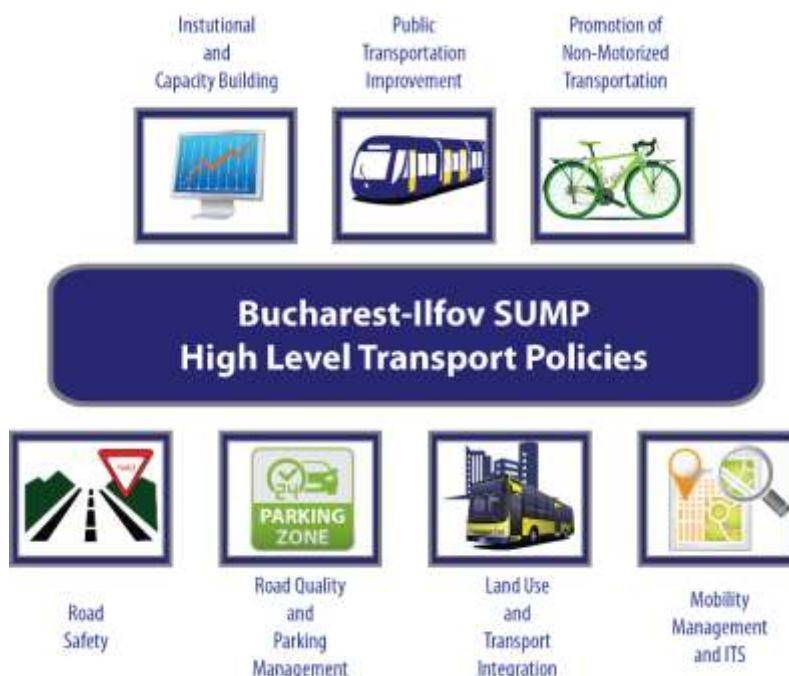 Instutional
and
Capacity Building
Public
Transportation
Improvement
Promotion of
Non-Motorized
Transportation
Bucharest-Ilfov SUMP
High Level Transport Policies
24
PARKING
ZONE
Road
Safety
Road Quality
and
Parking
Management
Land Use
and
Transport
Integration
Mobility
Management
and ITS